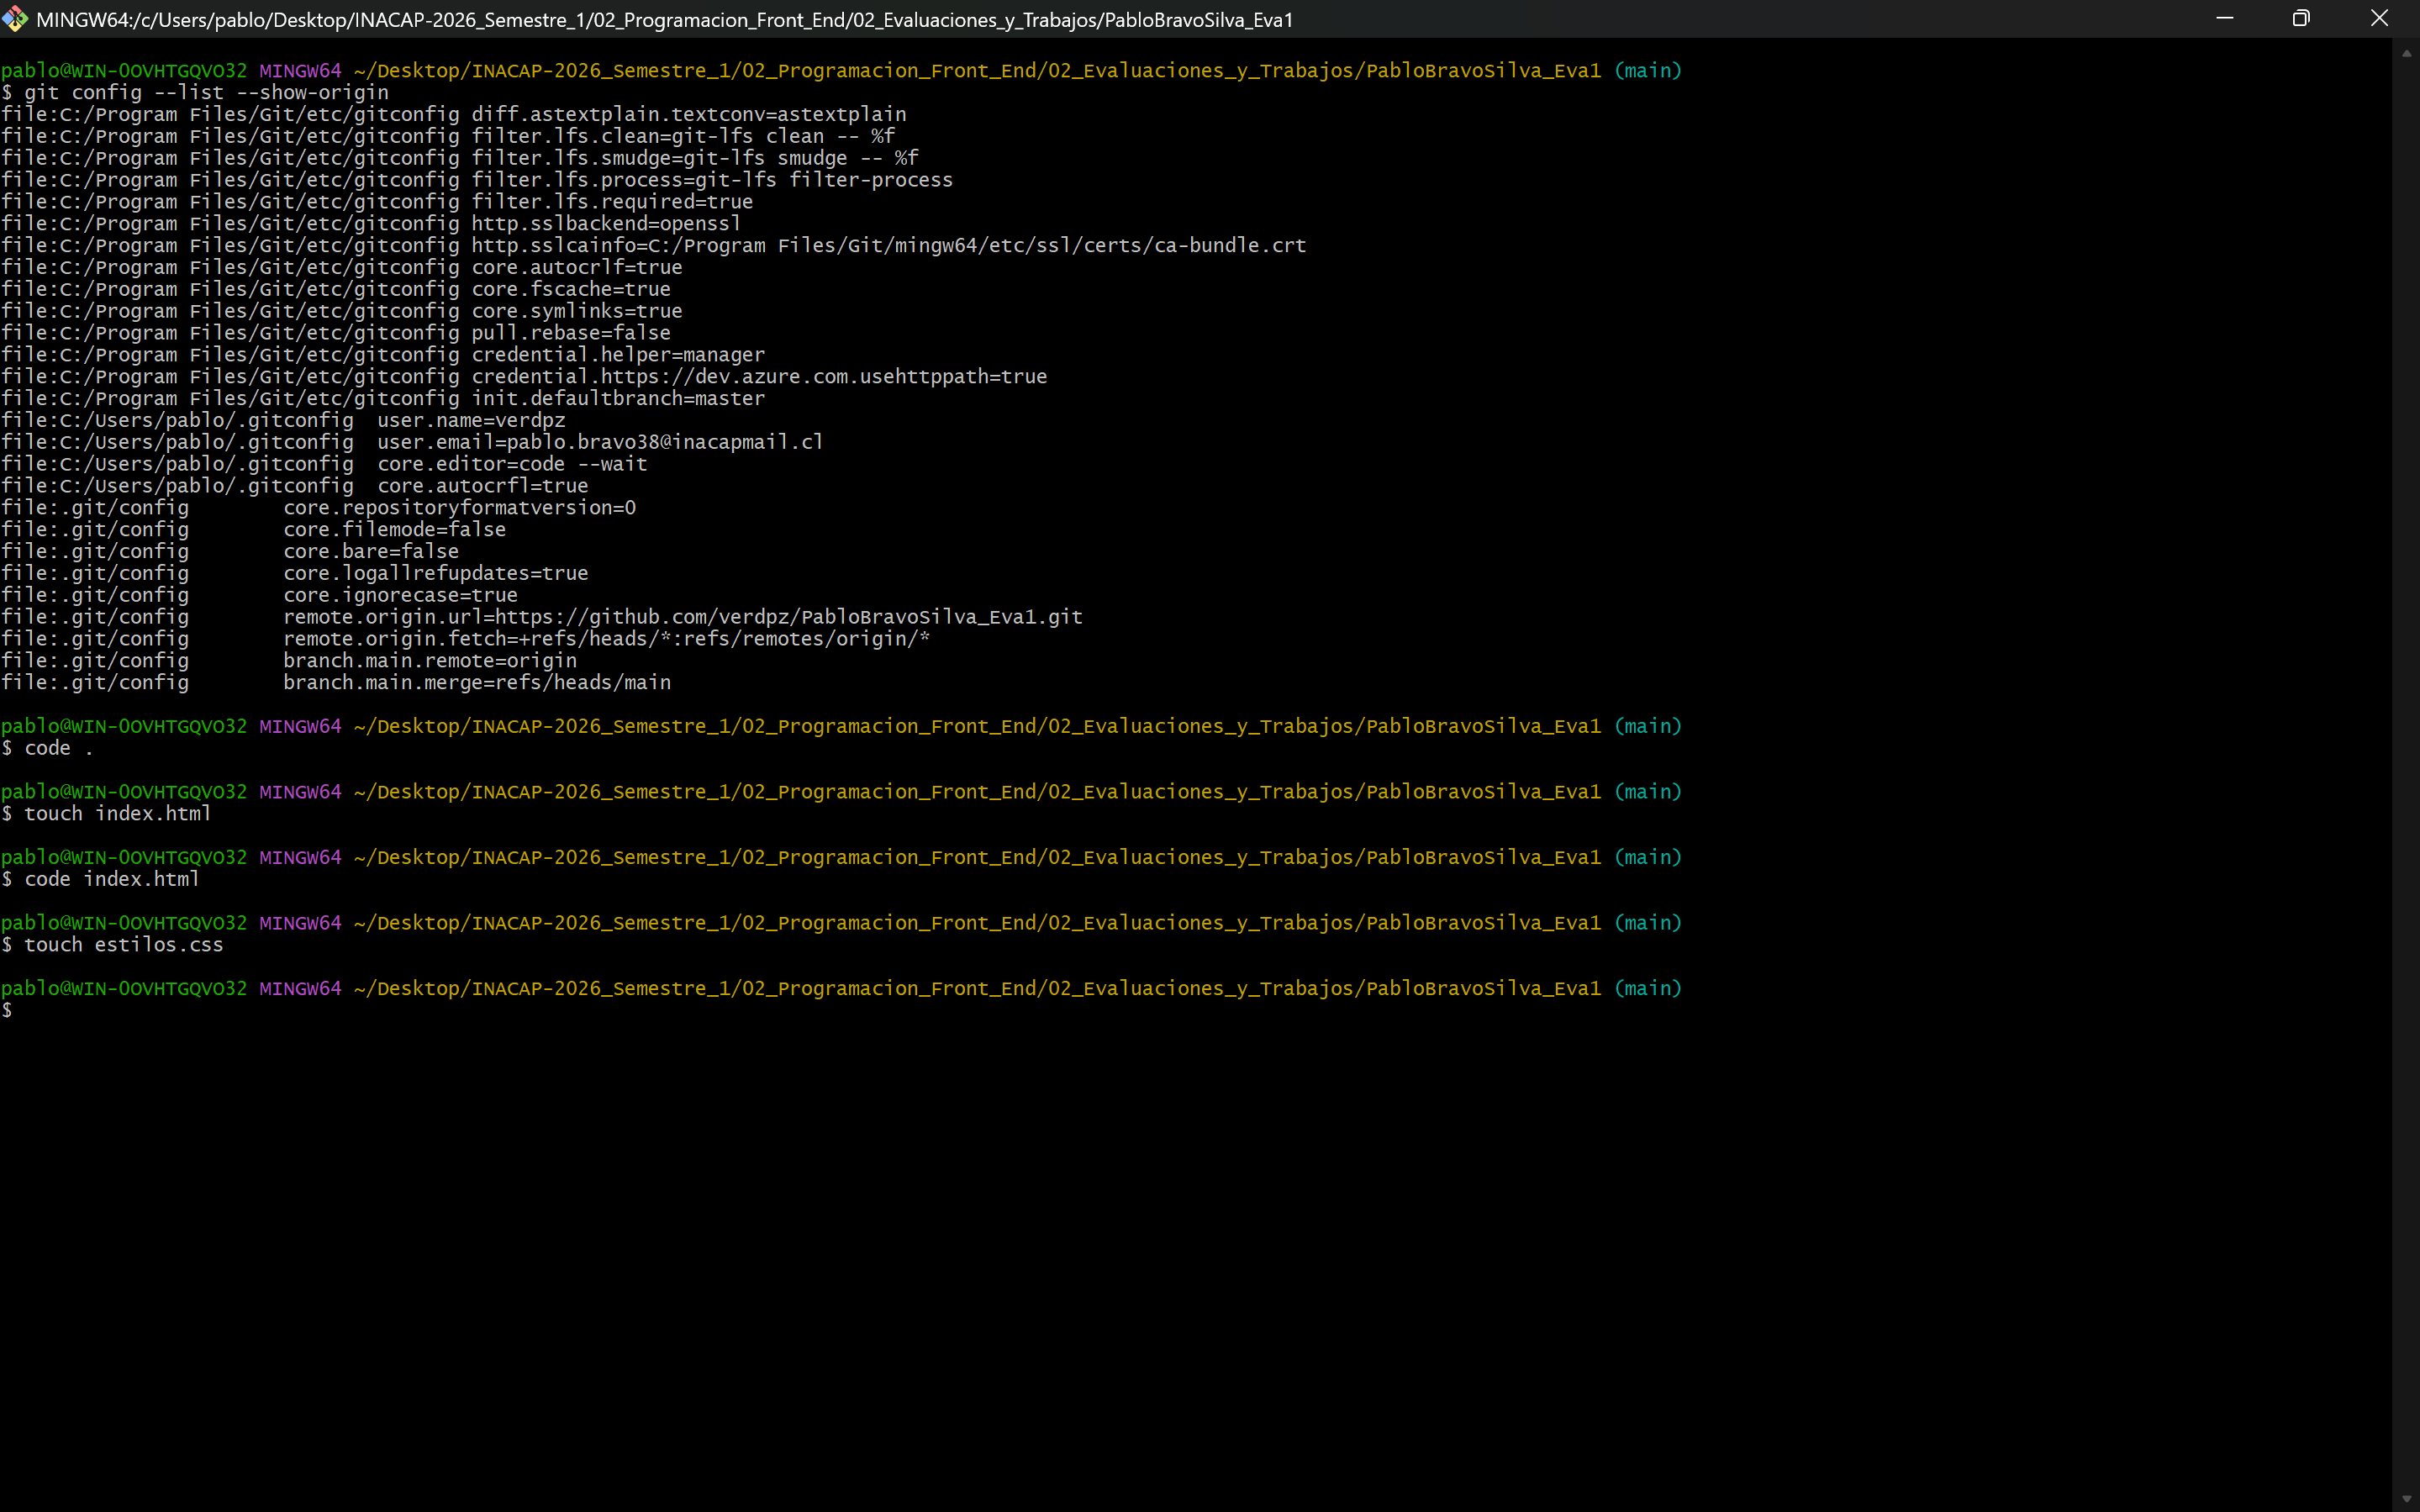 MINGW64:/c/Users/pablo/Desktop/INACAP-2026_Semestre_1/02_Programacion_Front_End/02_Evaluaciones_y_Trabajos/PabloBravoSilva_Eva1
pablo@WIN-OOVHTGQVO32 MINGW64 ~/Desktop/INACAP-2026_Semestre_1/02_Programacion_Front_End/02_Evaluaciones_y_Trabajos/PabloBravoSilva_Eva1 (main)
$ git config --list --show-origin
file:C:/Program Files/Git/etc/gitconfig diff.astextplain.textconv=astextplain
file:C:/Program Files/Git/etc/gitconfig filter.lfs.clean=git-lfs clean -- %f
file:C:/Program Files/Git/etc/gitconfig filter.lfs.smudge=git-lfs smudge -- %f
file:C:/Program Files/Git/etc/gitconfig filter.lfs.process=git-lfs filter-process
file:C:/Program Files/Git/etc/gitconfig filter.lfs.required=true
file:C:/Program Files/Git/etc/gitconfig http.sslbackend=openssl
file:C:/Program Files/Git/etc/gitconfig http.sslcainfo=C:/Program Files/Git/mingw64/etc/ssl/certs/ca-bundle.crt
file:C:/Program Files/Git/etc/gitconfig core.autocrlf=true
file:C:/Program Files/Git/etc/gitconfig core.fscache=true
file:C:/Program Files/Git/etc/gitconfig core.symlinks=true
file:C:/Program Files/Git/etc/gitconfig pull.rebase=false
file:C:/Program Files/Git/etc/gitconfig credential.helper=manager
file:C:/Program Files/Git/etc/gitconfig credential.https://dev.azure.com.usehttppath=true
file:C:/Program Files/Git/etc/gitconfig init.defaultbranch=master
file:C:/Users/pablo/.gitconfig  user.name=verdpz
file:C:/Users/pablo/.gitconfig  user.email=pablo.bravo38@inacapmail.cl
file:C:/Users/pablo/.gitconfig  core.editor=code --wait
file:C:/Users/pablo/.gitconfig  core.autocrfl=true
file:.git/config        core.repositoryformatversion=0
file:.git/config        core.filemode=false
file:.git/config        core.bare=false
file:.git/config        core.logallrefupdates=true
file:.git/config        core.ignorecase=true
file:.git/config        remote.origin.url=https://github.com/verdpz/PabloBravoSilva_Eva1.git
file:.git/config        remote.origin.fetch=+refs/heads/*:refs/remotes/origin/*
file:.git/config        branch.main.remote=origin
file:.git/config        branch.main.merge=refs/heads/main
pablo@WIN-OOVHTGQVO32 MINGW64 ~/Desktop/INACAP-2026_Semestre_1/02_Programacion_Front_End/02_Evaluaciones_y_Trabajos/PabloBravoSilva_Eva1 (main)
$ code .
pablo@WIN-OOVHTGQVO32 MINGW64 ~/Desktop/INACAP-2026_Semestre_1/02_Programacion_Front_End/02_Evaluaciones_y_Trabajos/PabloBravoSilva_Eva1 (main)
$ touch index.html
pablo@WIN-OOVHTGQVO32 MINGW64 ~/Desktop/INACAP-2026_Semestre_1/02_Programacion_Front_End/02_Evaluaciones_y_Trabajos/PabloBravoSilva_Eva1 (main)
$ code index.html
pablo@WIN-OOVHTGQVO32 MINGW64 ~/Desktop/INACAP-2026_Semestre_1/02_Programacion_Front_End/02_Evaluaciones_y_Trabajos/PabloBravoSilva_Eva1 (main)
$ touch estilos.css
pablo@WIN-OOVHTGQVO32 MINGW64 ~/Desktop/INACAP-2026_Semestre_1/02_Programacion_Front_End/02_Evaluaciones_y_Trabajos/PabloBravoSilva_Eva1 (main)
$